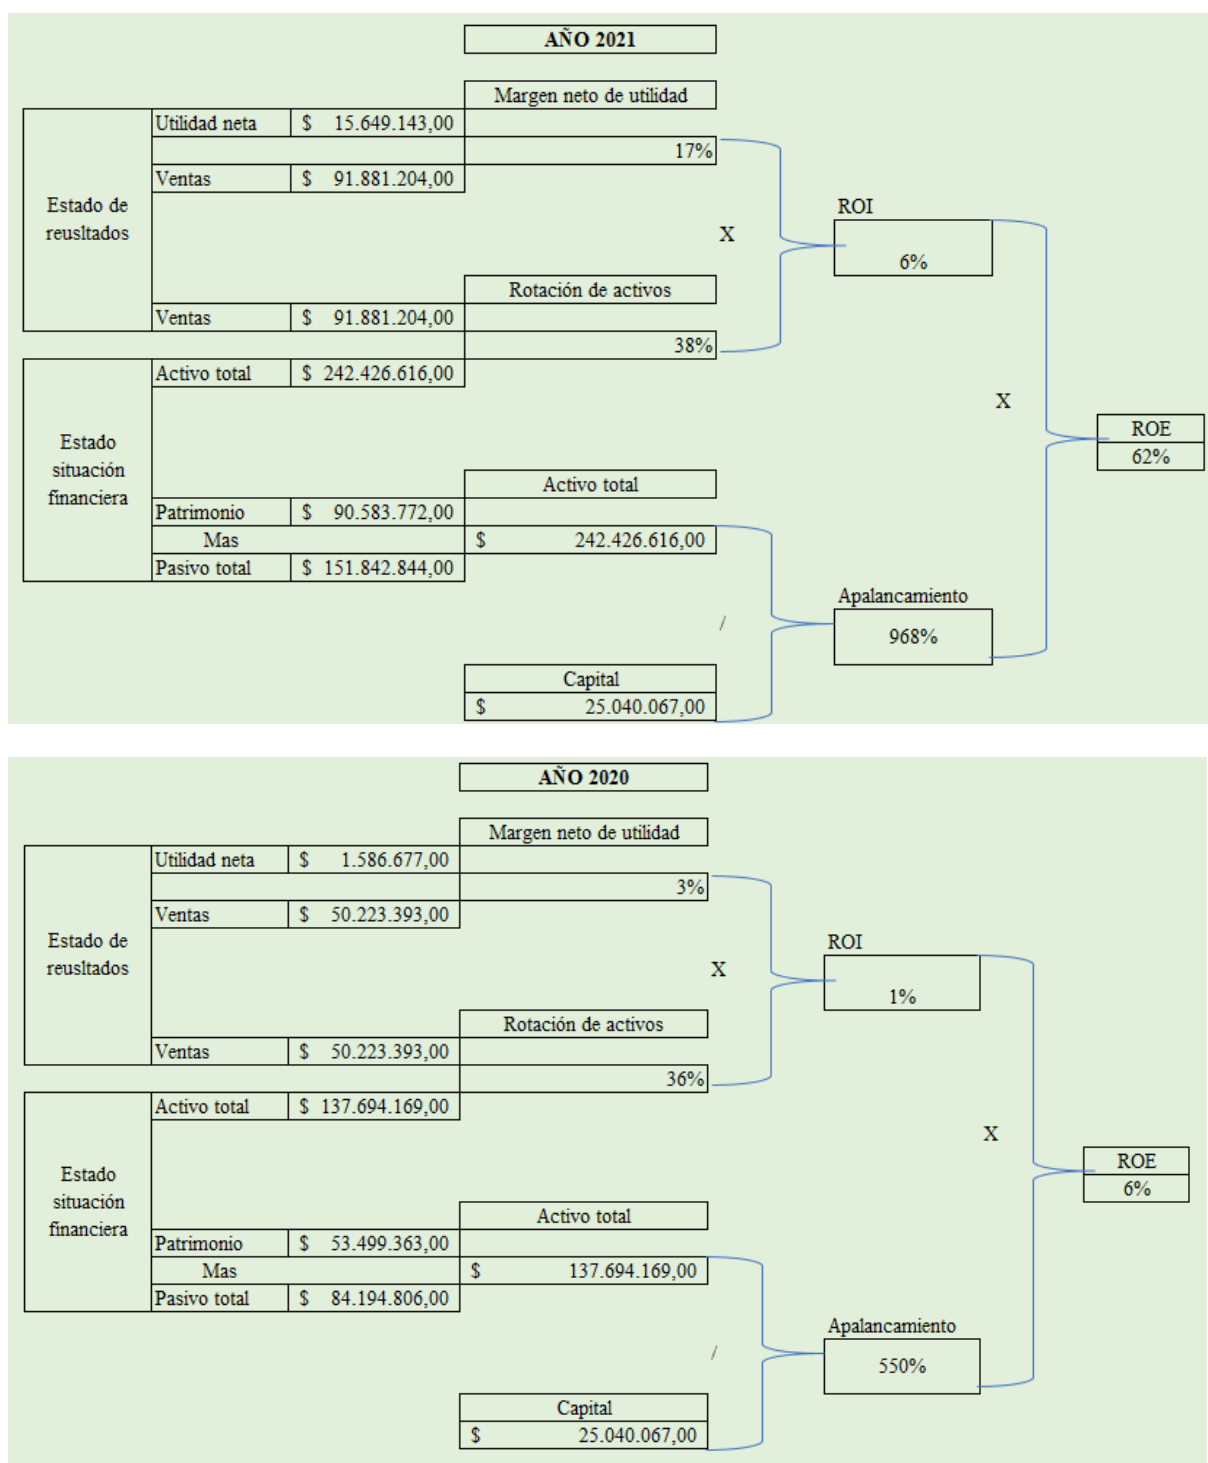 AÑO 2021
Margen neto de utilidad
Utilidad neta $ 15.649.143,00
17%
Ventas $ 91.881.204,00
Estado de
reusltados
ROI
X
6%
Rotación de activos
Ventas $ 91.881.204,00
38%
Activo total $ 242.426.616,00
X
ROE
62%
Estado
situación
financiera
Activo total
Patrimonio $ 90.583.772,00
Mas $ 242.426.616,00
Pasivo total $ 151.842.844,00
Apalancamiento
/
968%
Capital
$ 25.040.067,00
AÑO 2020
Margen neto de utilidad
Utilidad neta $ 1.586.677,00
3%
Ventas $ 50.223.393,00
Estado de
reusltados
ROI
X
1%
Rotación de activos
Ventas $ 50.223.393,00
36%
Activo total $ 137.694.169,00
X
ROE
6%
Estado
situación
financiera
Activo total
Patrimonio $ 53.499.363,00
Mas $ 137.694.169,00
Pasivo total $ 84.194.806,00
Apalancamiento
/
550%
Capital
$ 25.040.067,00